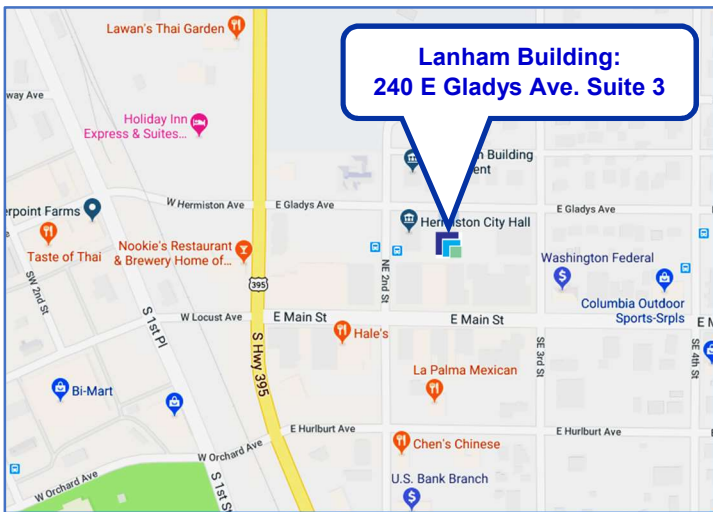 Lawan's Thai Garden
Lanham Building:
240 E Gladys Ave. Suite 3
way Ave
Holiday Inn
Express & Suites...
n Building
ent
W Hermiston Ave
E Gladys Ave
E Gladys Ave
erpoint Farms
Hermiston City Hall
Taste of Thai
Nookie's Restaurant
& Brewery Home of...
Washington Federal
SW 2nd St
395
NE 2nd St
Columbia Outdoor
Sports-Srpls
S 1st Pl
W Locust Ave
E Main St
E Main St
E M
Hale's
S Hwy 395
SE 3rd St
SE 4th St
La Palma Mexican
Bi-Mart
E Hurlburt Ave
E Hurlburt Ave
Chen's Chinese
W Orchard Ave
W Orchard Ave
S 1st St
U.S. Bank Branch